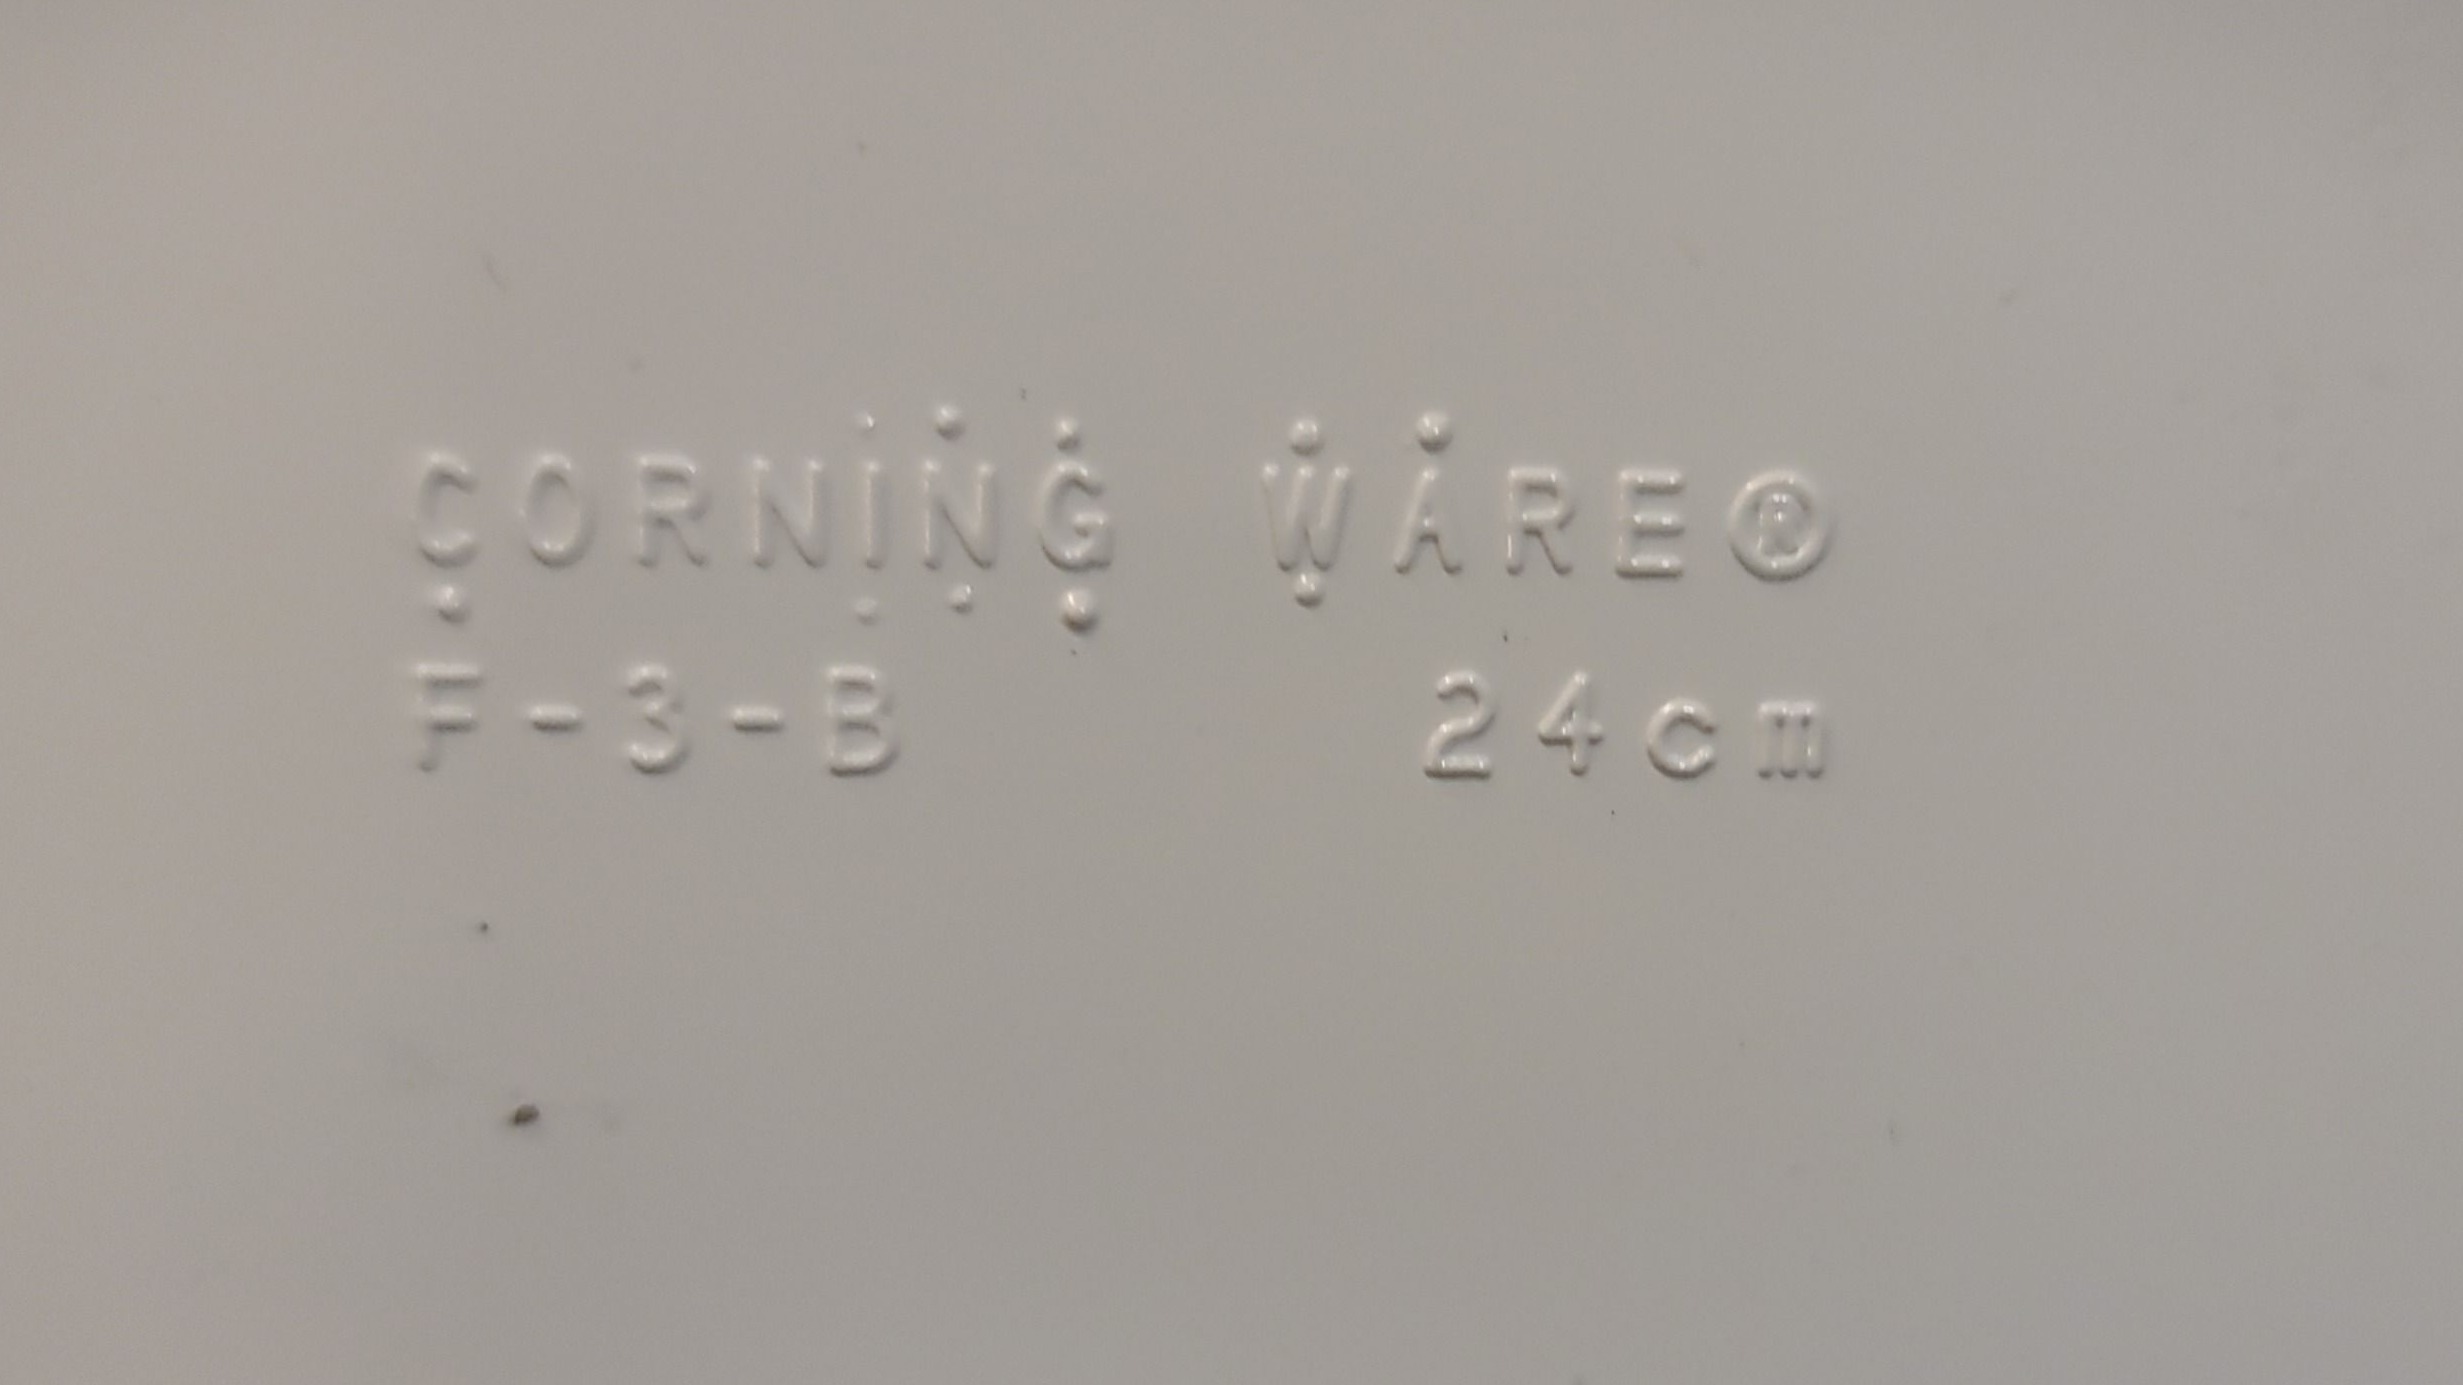 CORNING WARE®
F-3-B 24cm